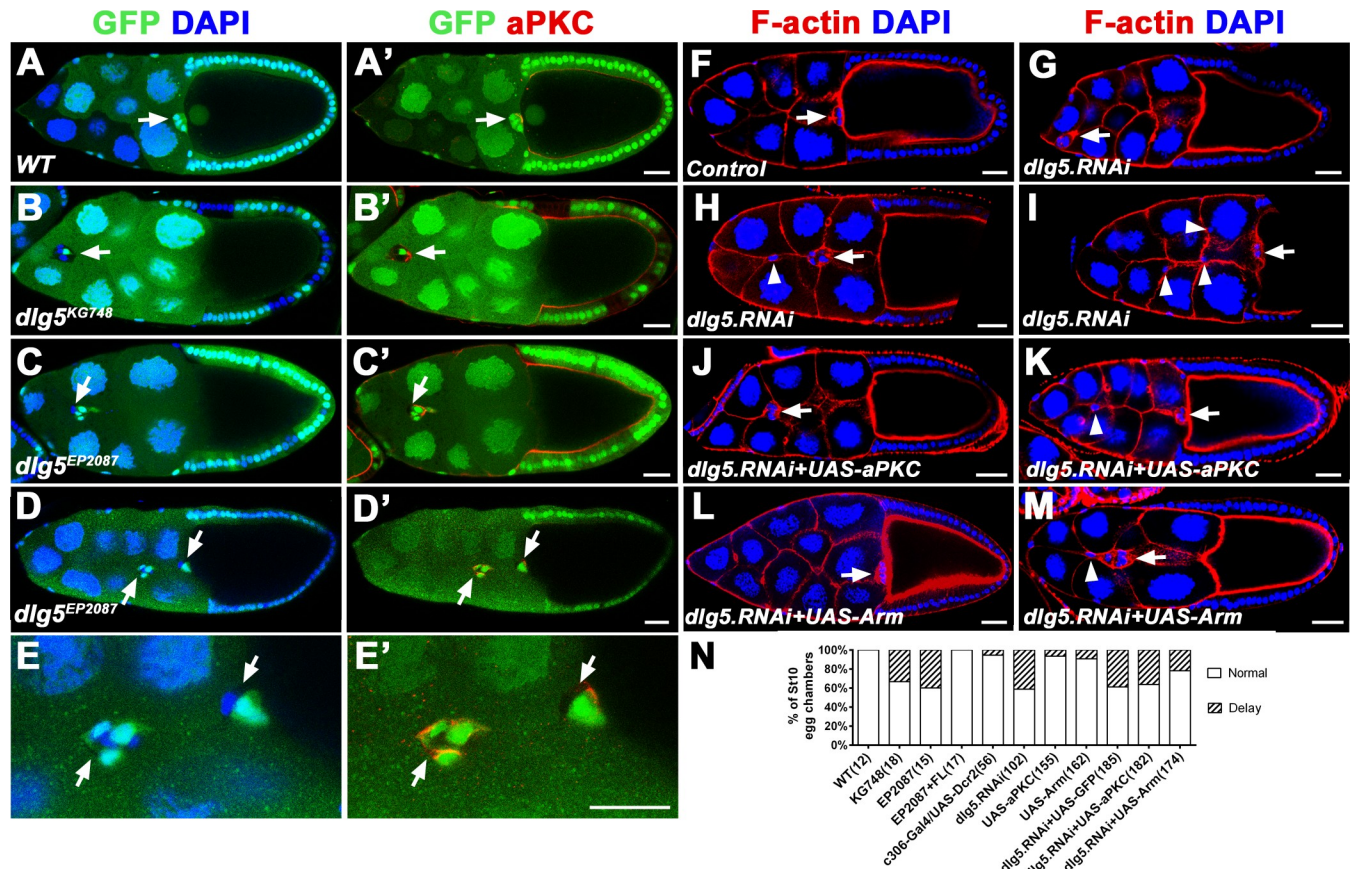 GFP DAPI
GFP aPKC
F-actin DAPI
F-actin DAPI
A
WT
A'
F
Control
G
dlg5.RNAi
B
dlg5KG748
B'
H
dlg5.RNAi
I
dlg5.RNAi
C
dlg5EP2087
C'
J
dlg5.RNAi+UAS-aPKC
K
dlg5.RNAi+UAS-aPKC
D
dlg5EP2087
D'
L
dlg5.RNAi+UAS-Arm
M
dlg5.RNAi+UAS-Arm
E
E'
N
% of St10
egg chambers
100%
80%
60%
40%
20%
0%
Normal
Delay
WT(12)
KG748(18)
EP2087(15)
EP2087+FL(17)
c306-Gal4/UAS-Dcr2(56)
dlg5.RNAi(102)
UAS-aPKC(155)
UAS-Arm(162)
dlg5.RNAi+UAS-GFP(185)
dlg5.RNAi+UAS-aPKC(182)
dlg5.RNAi+UAS-Arm(174)